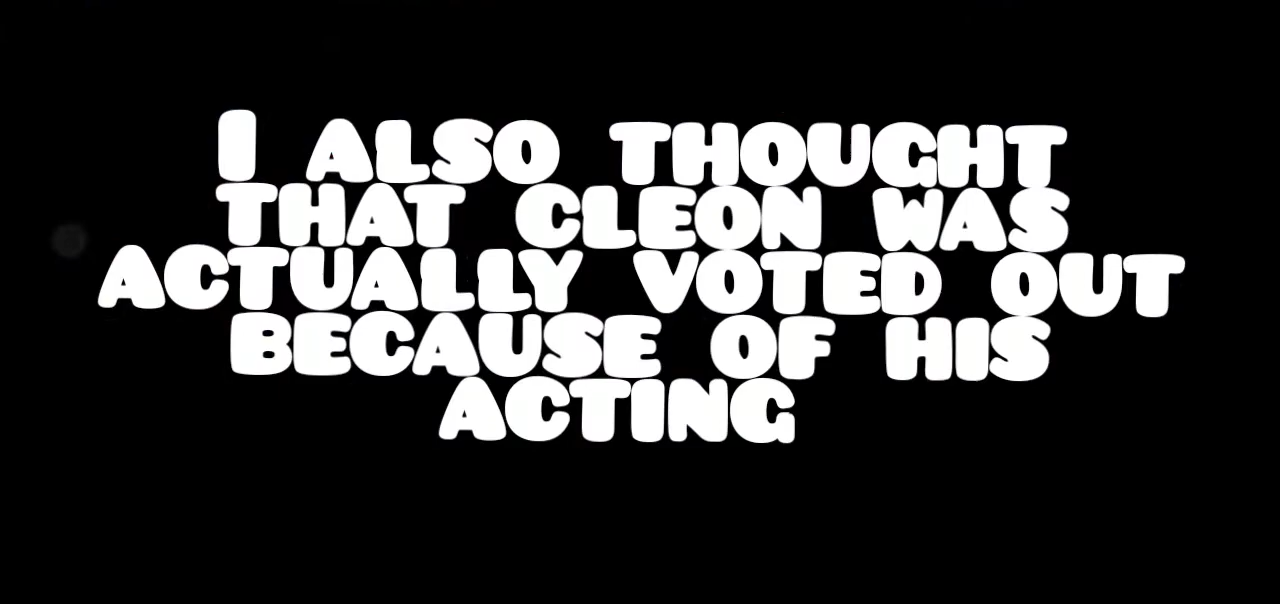 I ALSO THOUGHT
THAT CLEON WAS
ACTUALLY VOTED OUT
BECAUSE OF HIS
ACTING